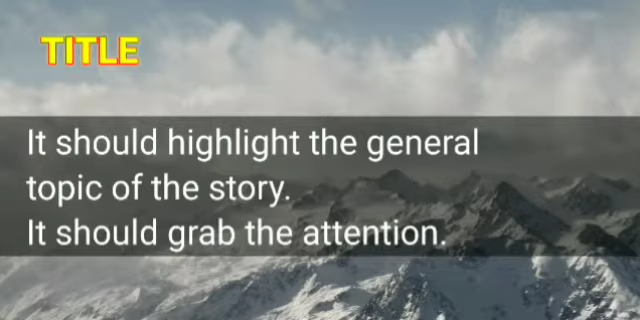 TITLE
It should highlight the general
topic of the story.
It should grab the attention.